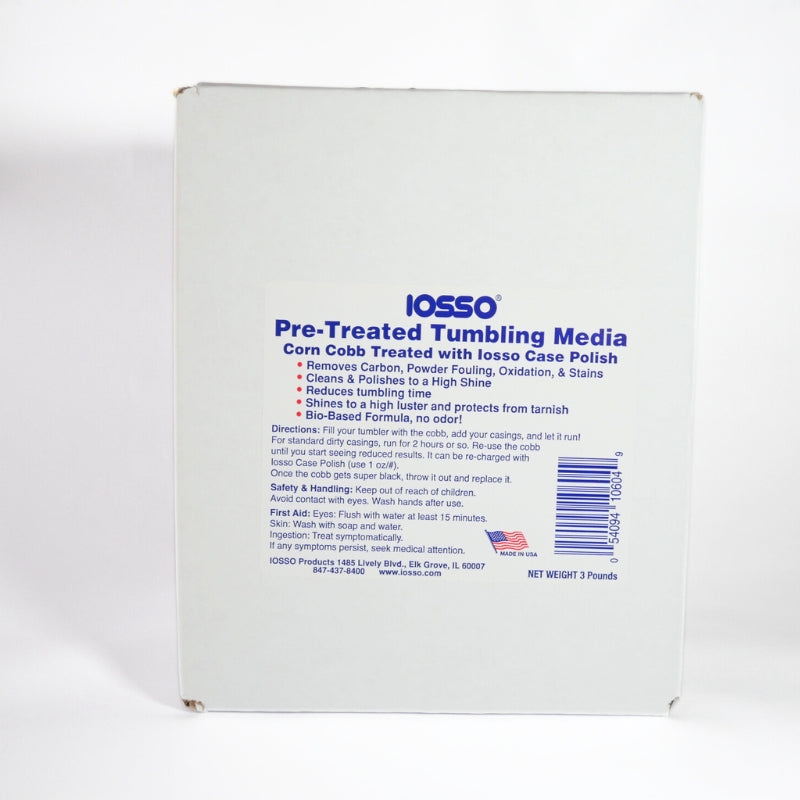 IOSSO®
Pre-Treated Tumbling Media
Corn Cobb Treated with Iosso Case Polish
• Removes Carbon, Powder Fouling, Oxidation, & Stains
• Cleans & Polishes to a High Shine
• Reduces tumbling time
• Shines to a high luster and protects from tarnish
• Bio-Based Formula, no odor!
Directions: Fill your tumbler with the cobb, add your casings, and let it run!
For standard dirty casings, run for 2 hours or so. Re-use the cobb
until you start seeing reduced results. It can be re-charged with
Iosso Case Polish (use 1 oz/#).
Once the cobb gets super black, throw it out and replace it.
Safety & Handling: Keep out of reach of children.
Avoid contact with eyes. Wash hands after use.
First Aid: Eyes: Flush with water at least 15 minutes.
Skin: Wash with soap and water.
Ingestion: Treat symptomatically.
If any symptoms persist, seek medical attention.
IOSSO Products 1485 Lively Blvd., Elk Grove, IL 60007
847-437-8400 www.iosso.com
MADE IN USA
0 54094 10604 9
NET WEIGHT 3 Pounds